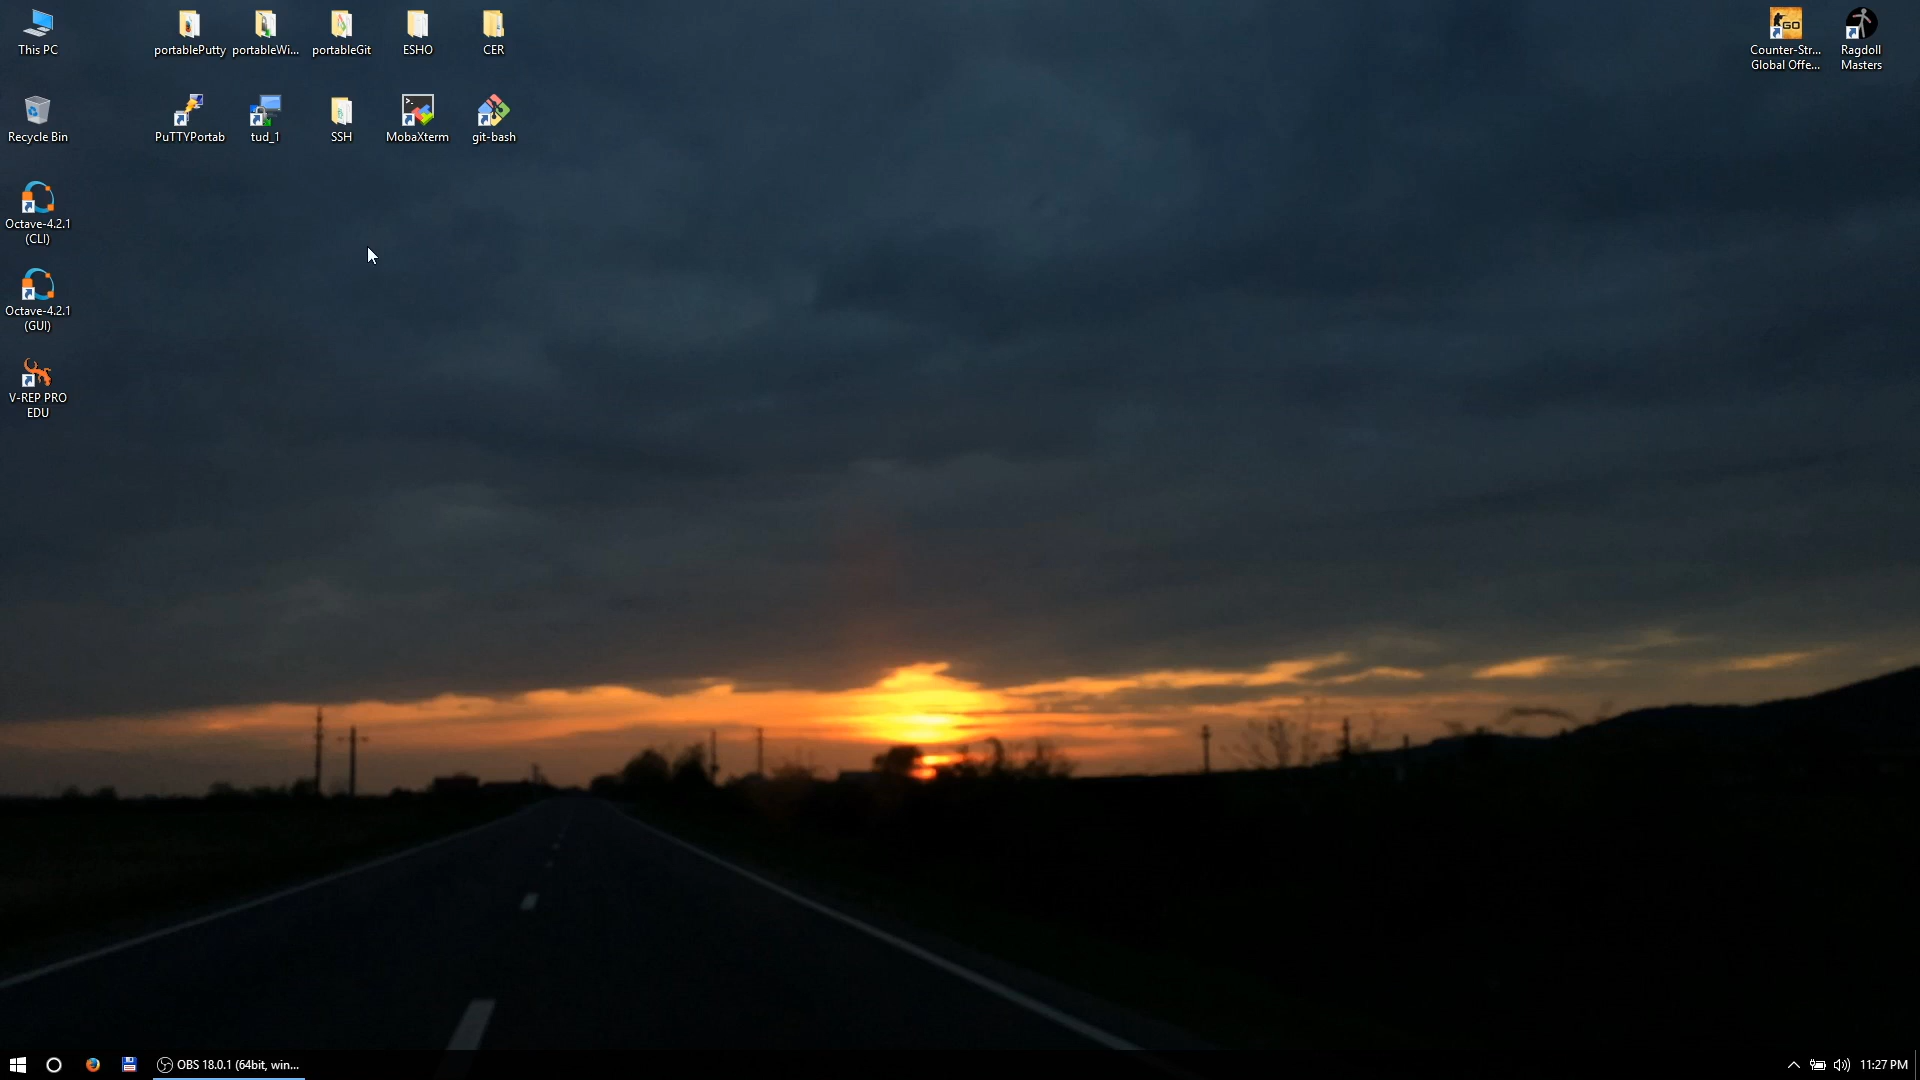 This PC
portablePutty
portableWi...
portableGit
ESHO
CER
Counter-Str...
Global Offe...
Ragdoll
Masters
Recycle Bin
PuTTYPortab
tud_1
SSH
MobaXterm
git-bash
Octave-4.2.1
(CLI)
Octave-4.2.1
(GUI)
V-REP PRO
EDU
OBS 18.0.1 (64bit, win...
11:27 PM